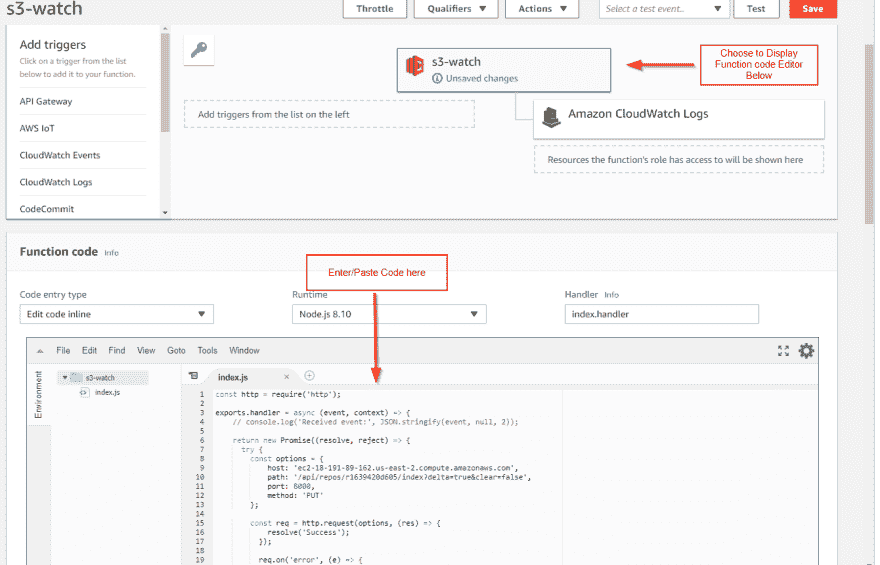 s3-watch
Throttle
Qualifiers
Actions
Select a test event..
Test
Save
Add triggers
Click on a trigger from the list
below to add it to your function.
API Gateway
AWS IoT
CloudWatch Events
CloudWatch Logs
CodeCommit
s3-watch
Unsaved changes
Choose to Display
Function code Editor
Below
Add triggers from the list on the left
Amazon CloudWatch Logs
Resources the function's role has access to will be shown here
Function code Info
Enter/Paste Code here
Code entry type
Edit code inline
Runtime
Node.js 8.10
Handler Info
index.handler
File Edit Find View Goto Tools Window
Environment
s3-watch
index.js
index.js
1 const http = require('http');
2
3 exports.handler = async (event, context) => {
4 // console.log('Received event:', JSON.stringify(event, null, 2));
5
6 return new Promise((resolve, reject) => {
7 try {
8 const options = {
9 host: 'ec2-18-191-89-162.us-east-2.compute.amazonaws.com',
10 path: '/api/repos/r1639420d605/index?delta=true&clear=false',
11 port: 8000,
12 method: 'PUT'
13 };
14
15 const req = http.request(options, (res) => {
16 resolve('Success');
17 });
18
19 req.on('error', (e) => {